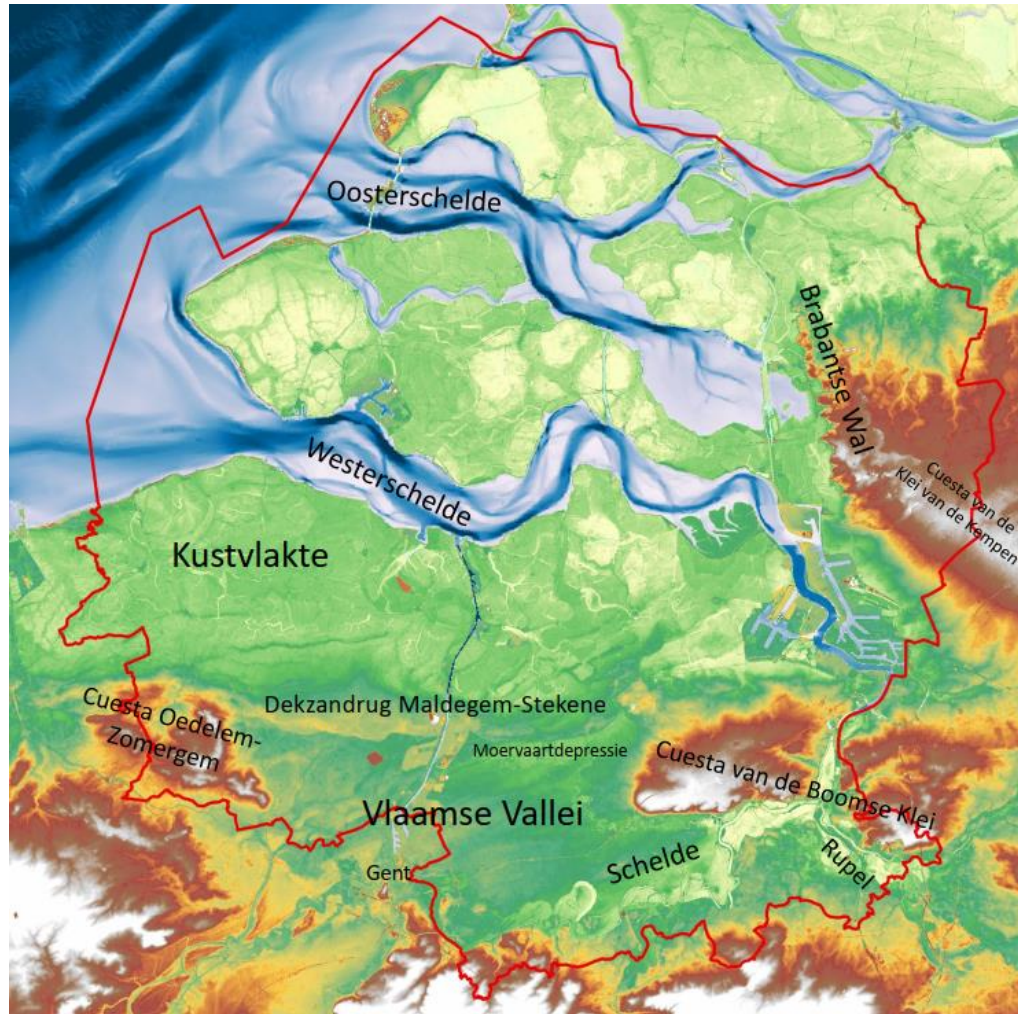 Oosterschelde
Brabantse Wal
Westerschelde
Cuesta van de
Klei van de Kempen
Kustvlakte
Cuesta Oedelem-
Zomergem
Dekzandrug Maldegem-Stekene
Moervaartdepressie
Cuesta van de Boomse Klei
Vlaamse Vallei
Schelde
Rupel
Gent